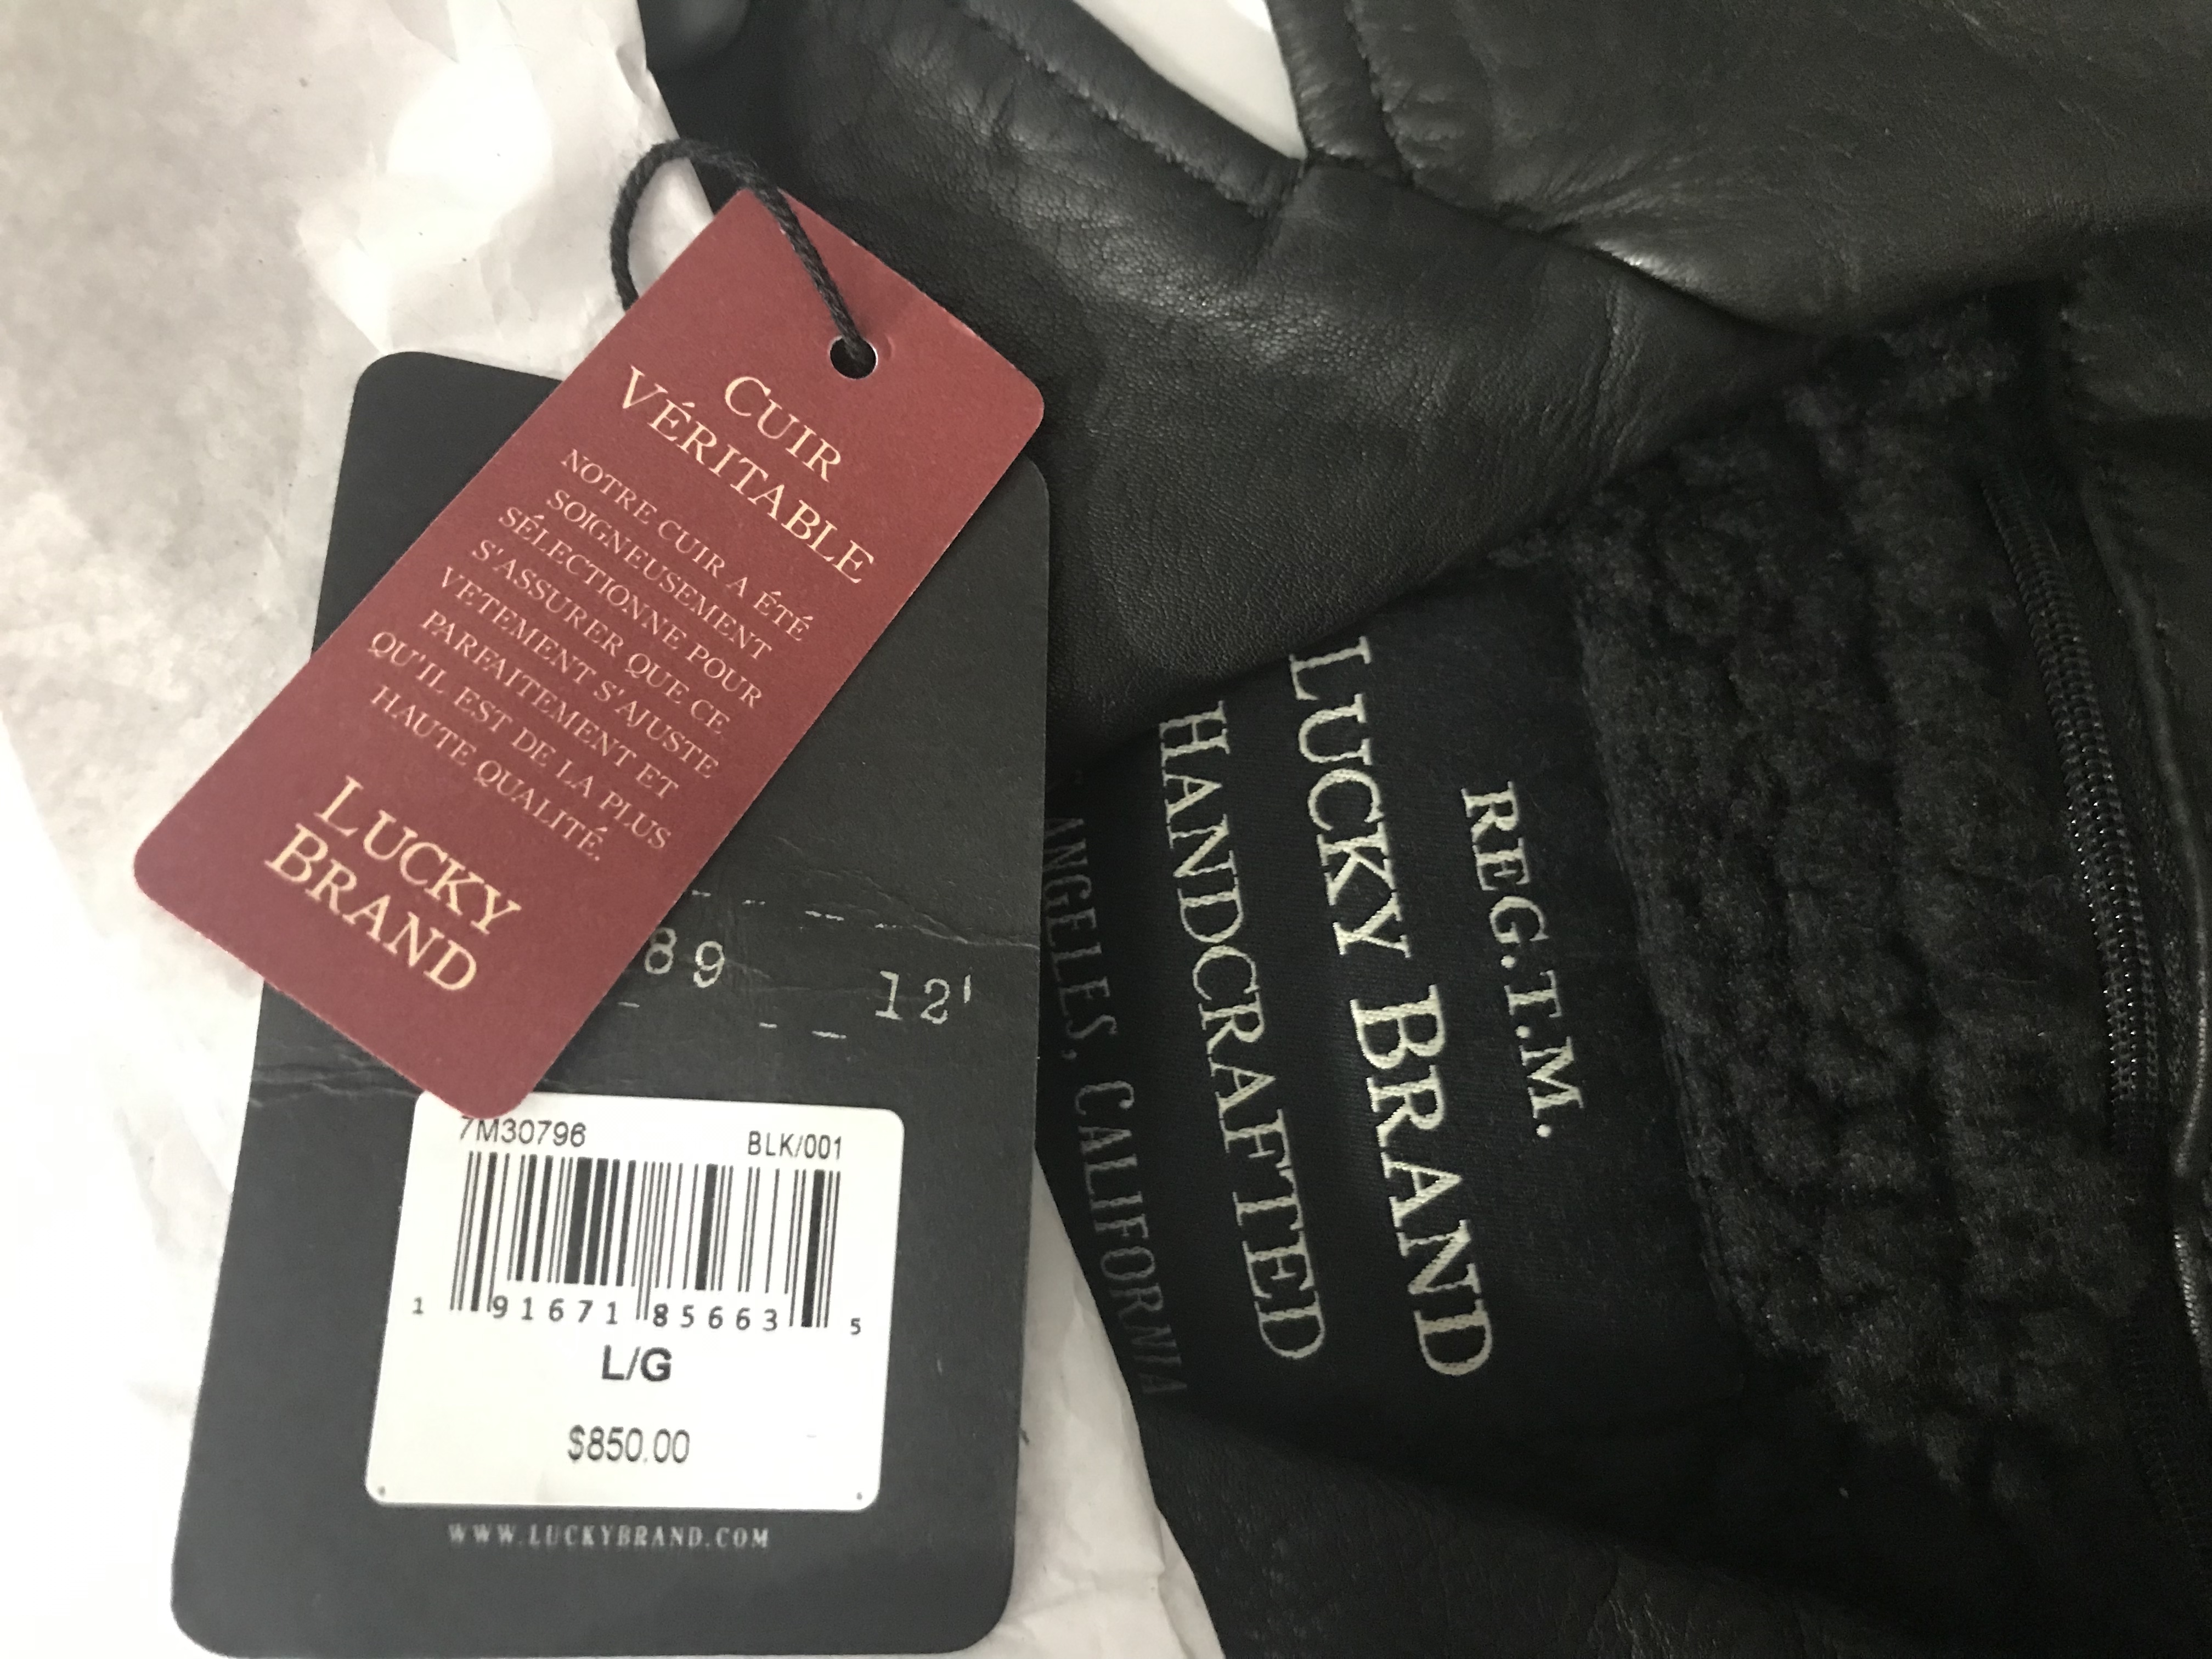 CUIR
VÉRITABLE
NOTRE CUIR A ÉTÉ
SOIGNEUSEMENT
SÉLECTIONNE POUR
S'ASSURER QUE CE
VETEMENT S'AJUSTE
PARFAITEMENT ET
QU'IL EST DE LA PLUS
HAUTE QUALITÉ.
LUCKY
BRAND
89 12'
7M30796 BLK/001
1 91671 85663 5
L/G
$850.00
WWW.LUCKYBRAND.COM
REG.T.M.
LUCKY BRAND
HANDCRAFTED
ANGELES, CALIFORNIA